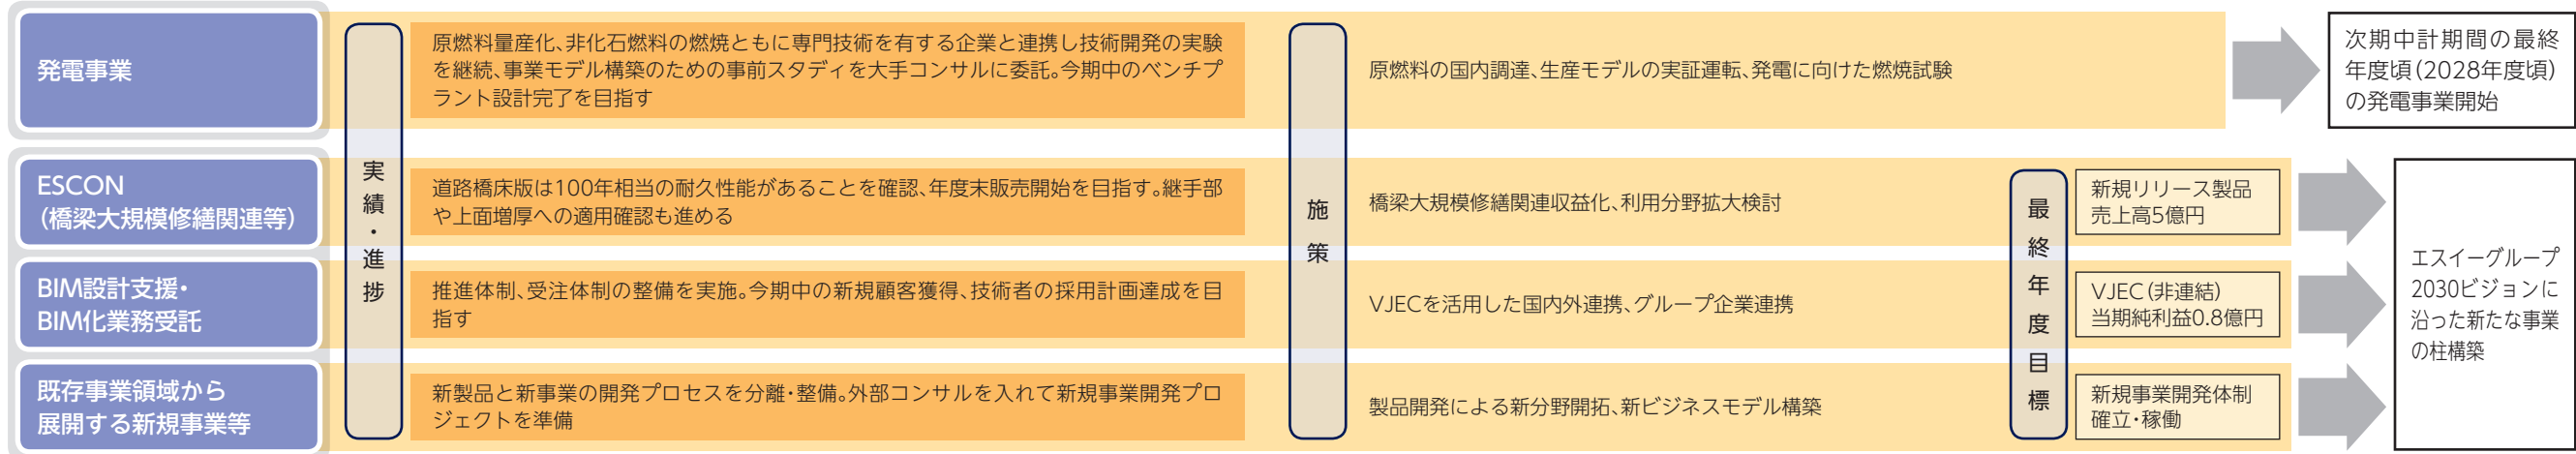 発電事業
実績・進捗
原燃料量産化、非化石燃料の燃焼ともに専門技術を有する企業と連携し技術開発の実験
を継続、事業モデル構築のための事前スタディを大手コンサルに委託。今期中のベンチプ
ラント設計完了を目指す
施策
原燃料の国内調達、生産モデルの実証運転、発電に向けた燃焼試験
次期中計期間の最終
年度頃(2028年度頃)
の発電事業開始
ESCON
(橋梁大規模修繕関連等)
道路橋床版は100年相当の耐久性能があることを確認、年度末販売開始を目指す。継手部
や上面増厚への適用確認も進める
橋梁大規模修繕関連収益化、利用分野拡大検討
最終年度目標
新規リリース製品
売上高5億円
BIM設計支援・
BIM化業務受託
推進体制、受注体制の整備を実施。今期中の新規顧客獲得、技術者の採用計画達成を目
指す
VJECを活用した国内外連携、グループ企業連携
VJEC(非連結)
当期純利益0.8億円
既存事業領域から
展開する新規事業等
新製品と新事業の開発プロセスを分離・整備。外部コンサルを入れて新規事業開発プロ
ジェクトを準備
製品開発による新分野開拓、新ビジネスモデル構築
新規事業開発体制
確立・稼働
エスイーグループ
2030ビジョンに
沿った新たな事業
の柱構築